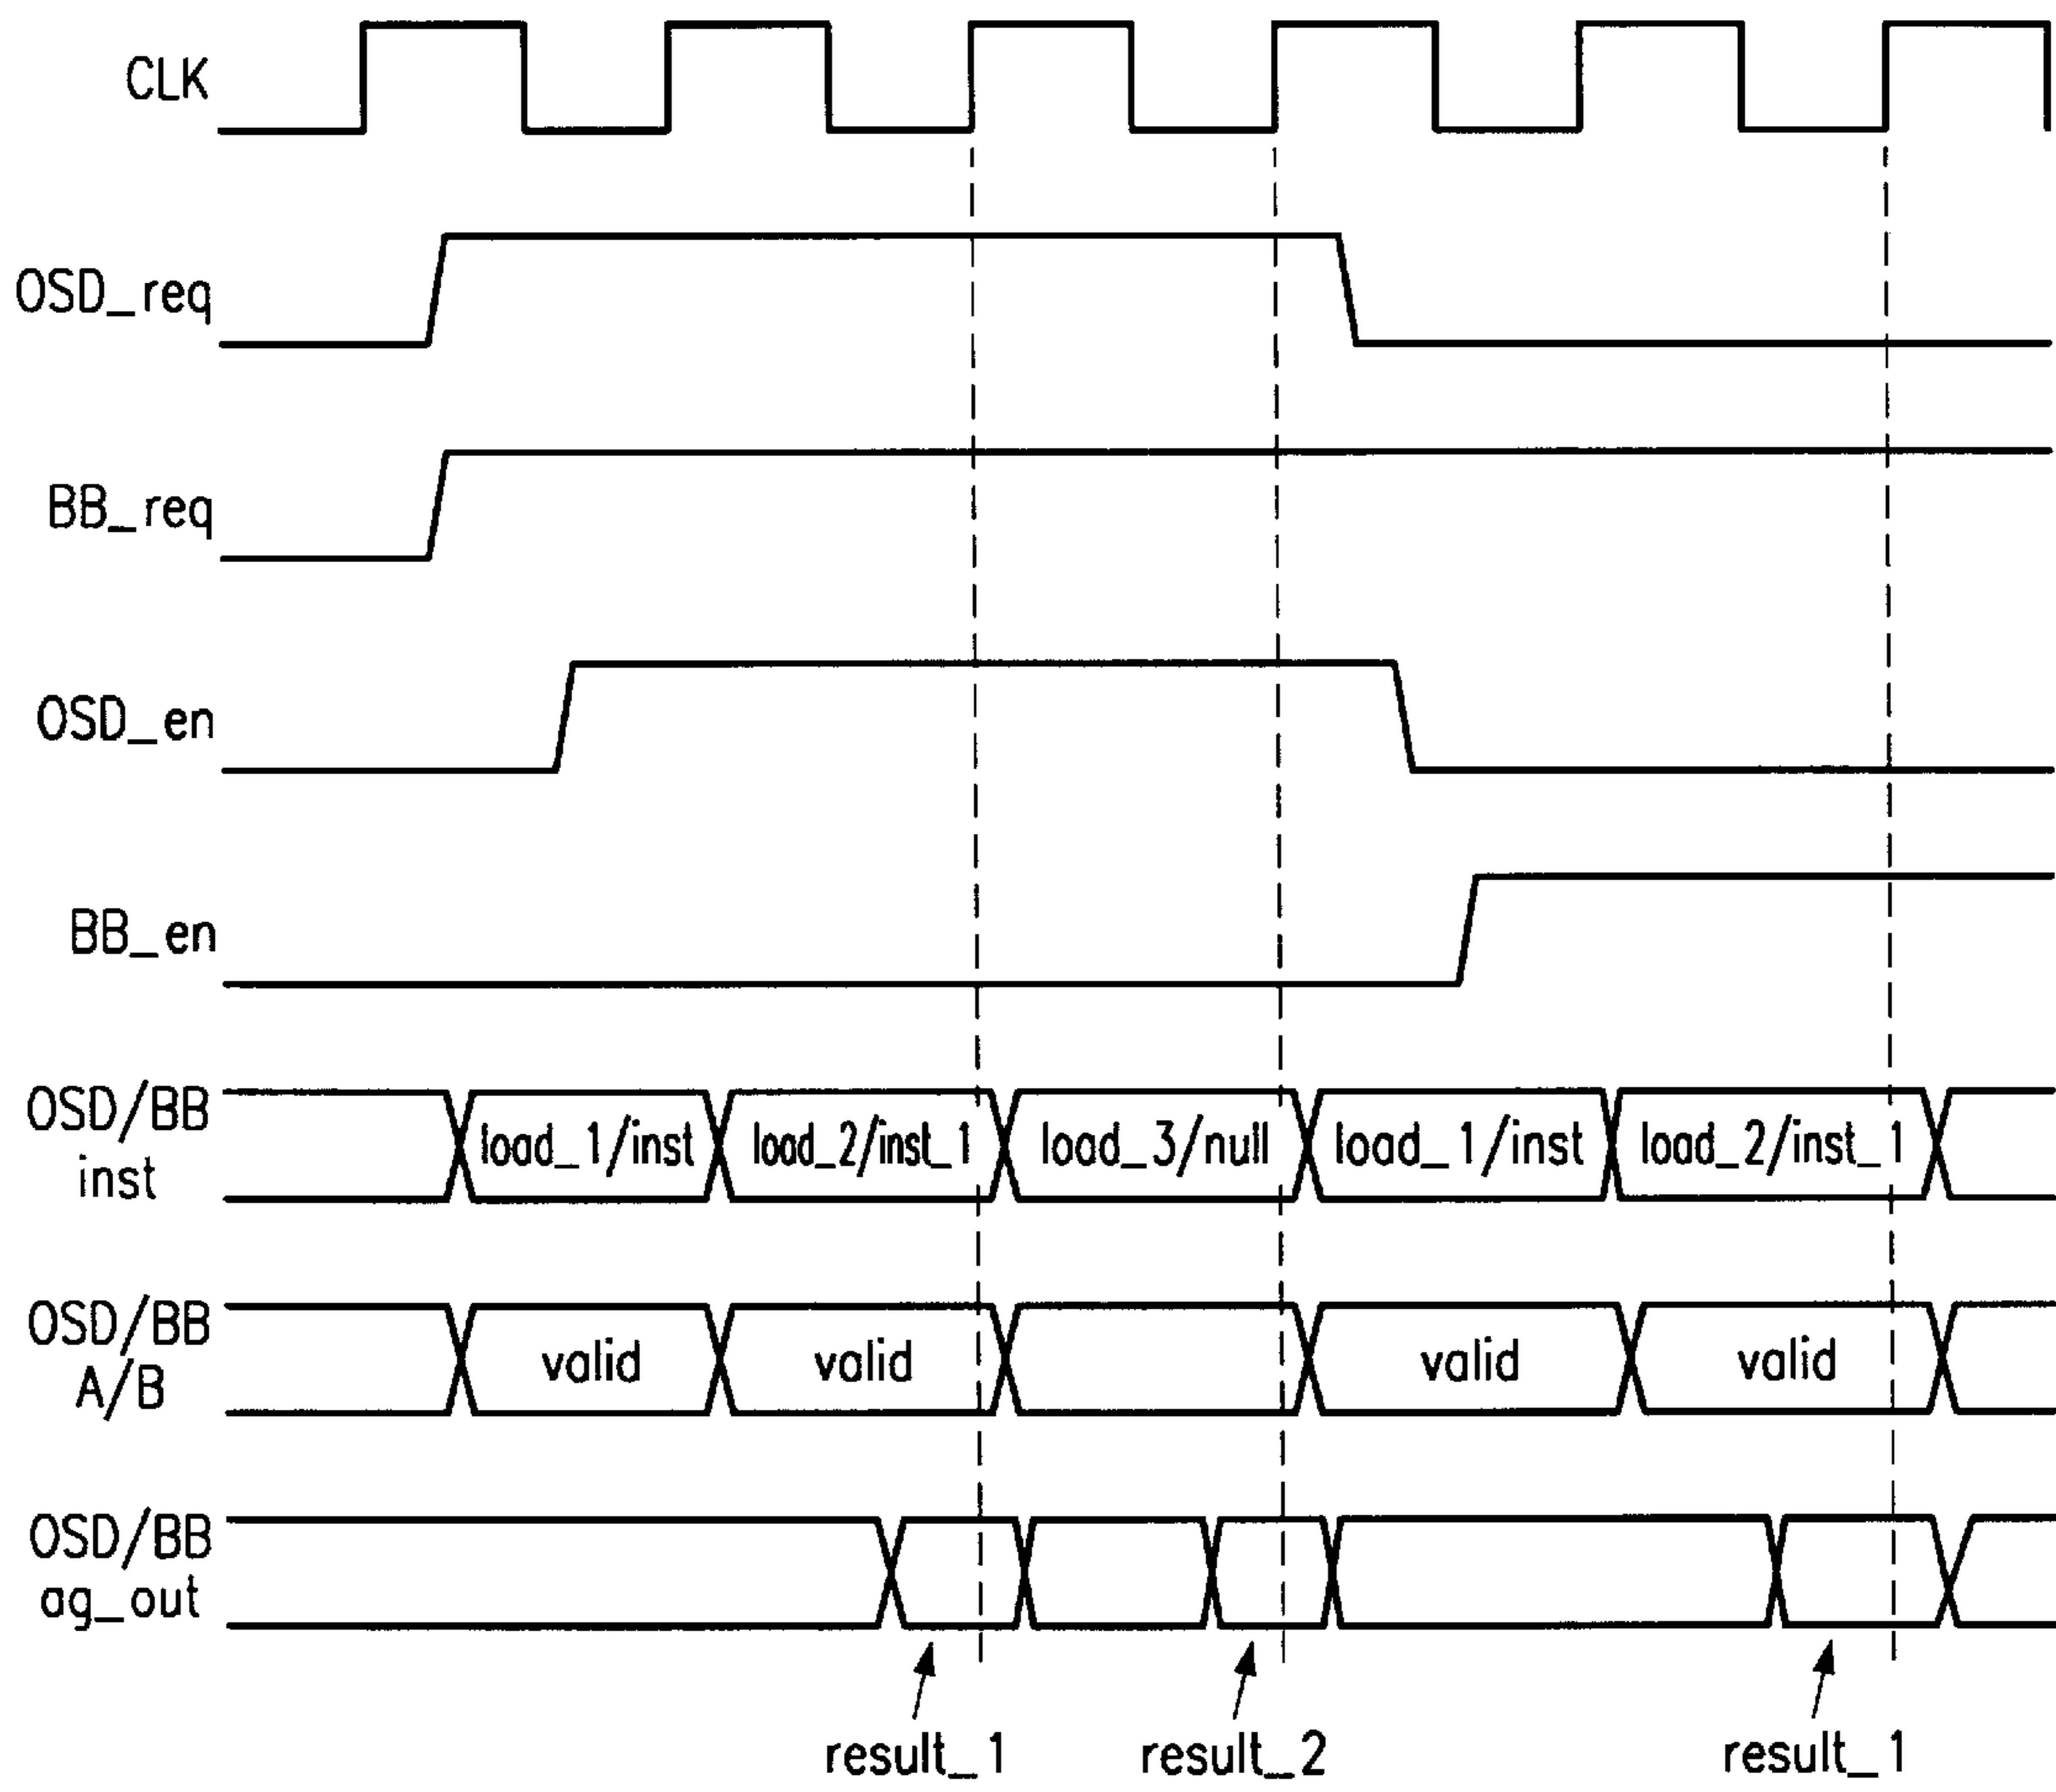 CLK
OSD_req
BB_req
OSD_en
BB_en
OSD/BB
inst
load_1/inst
load_2/inst_1
load_3/null
load_1/inst
load_2/inst_1
OSD/BB
A/B
valid
valid
valid
valid
OSD/BB
ag_out
result_1
result_2
result_1